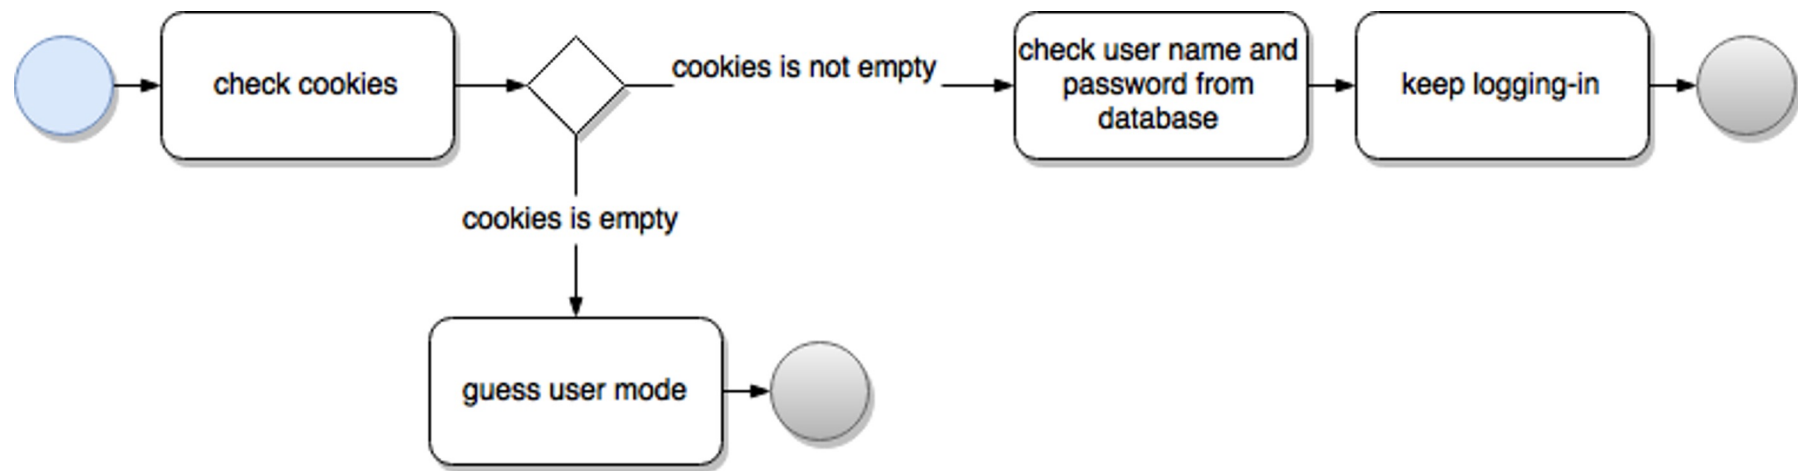 check cookies
cookies is not empty
check user name and
password from
database
keep logging-in
cookies is empty
guess user mode